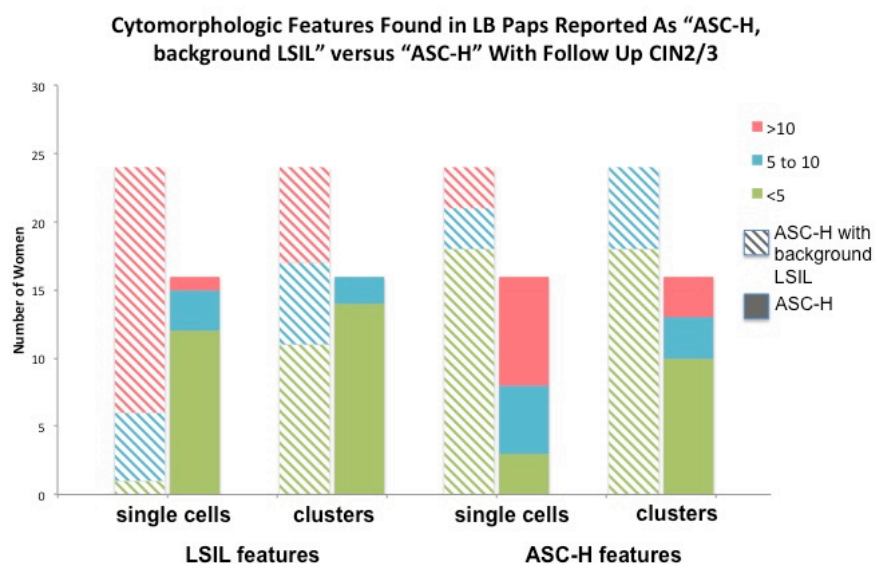 Cytomorphologic Features Found in LB Paps Reported As “ASC-H,
background LSIL” versus “ASC-H” With Follow Up CIN2/3
30
25
20
15
10
5
0
Number of Women
>10
5 to 10
<5
ASC-H with
background
LSIL
ASC-H
single cells
clusters
single cells
clusters
LSIL features
ASC-H features